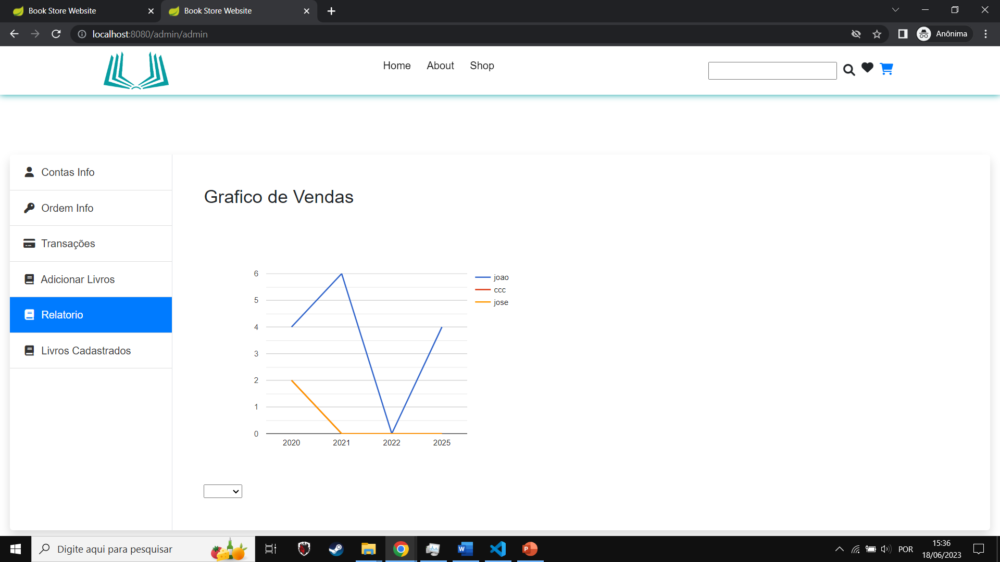 Book Store Website
Book Store Website
localhost:8080/admin/admin
Anônima
Home About Shop
Contas Info
Ordem Info
Transações
Adicionar Livros
Relatorio
Livros Cadastrados
Grafico de Vendas
6
5
4
3
2
1
0
2020 2021 2022 2025
joao
ccc
jose
Digite aqui para pesquisar
W
P
POR
15:36
18/06/2023